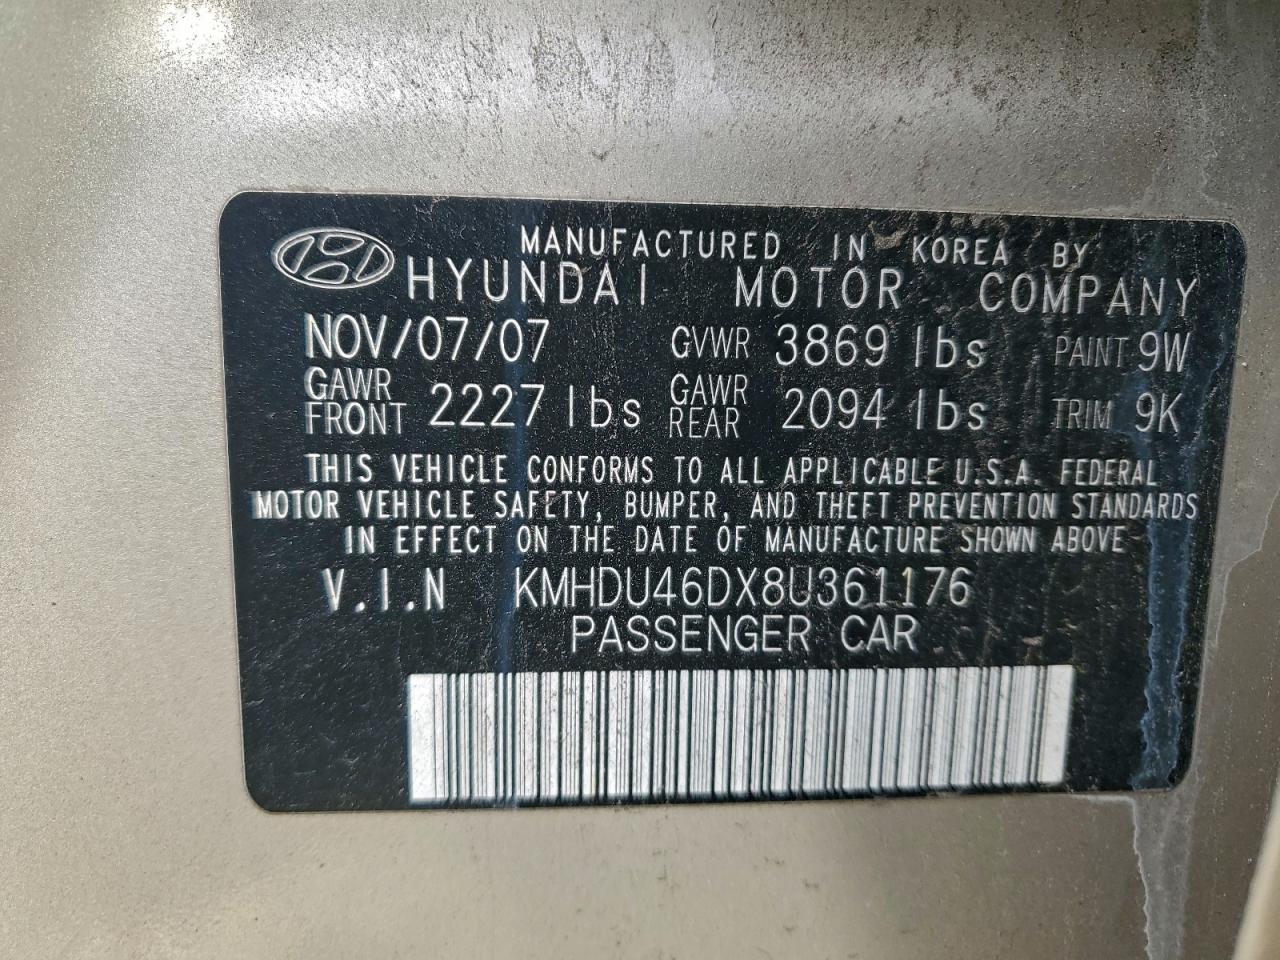 MANUFACTURED IN KOREA BY
HYUNDAI MOTOR COMPANY
NOV/07/07 GVWR 3869 lbs PAINT 9W
GAWR FRONT 2227 lbs GAWR REAR 2094 lbs TRIM 9K
THIS VEHICLE CONFORMS TO ALL APPLICABLE U.S.A. FEDERAL
MOTOR VEHICLE SAFETY, BUMPER, AND THEFT PREVENTION STANDARDS
IN EFFECT ON THE DATE OF MANUFACTURE SHOWN ABOVE
V.I.N KMHDU46DX8U361176
PASSENGER CAR